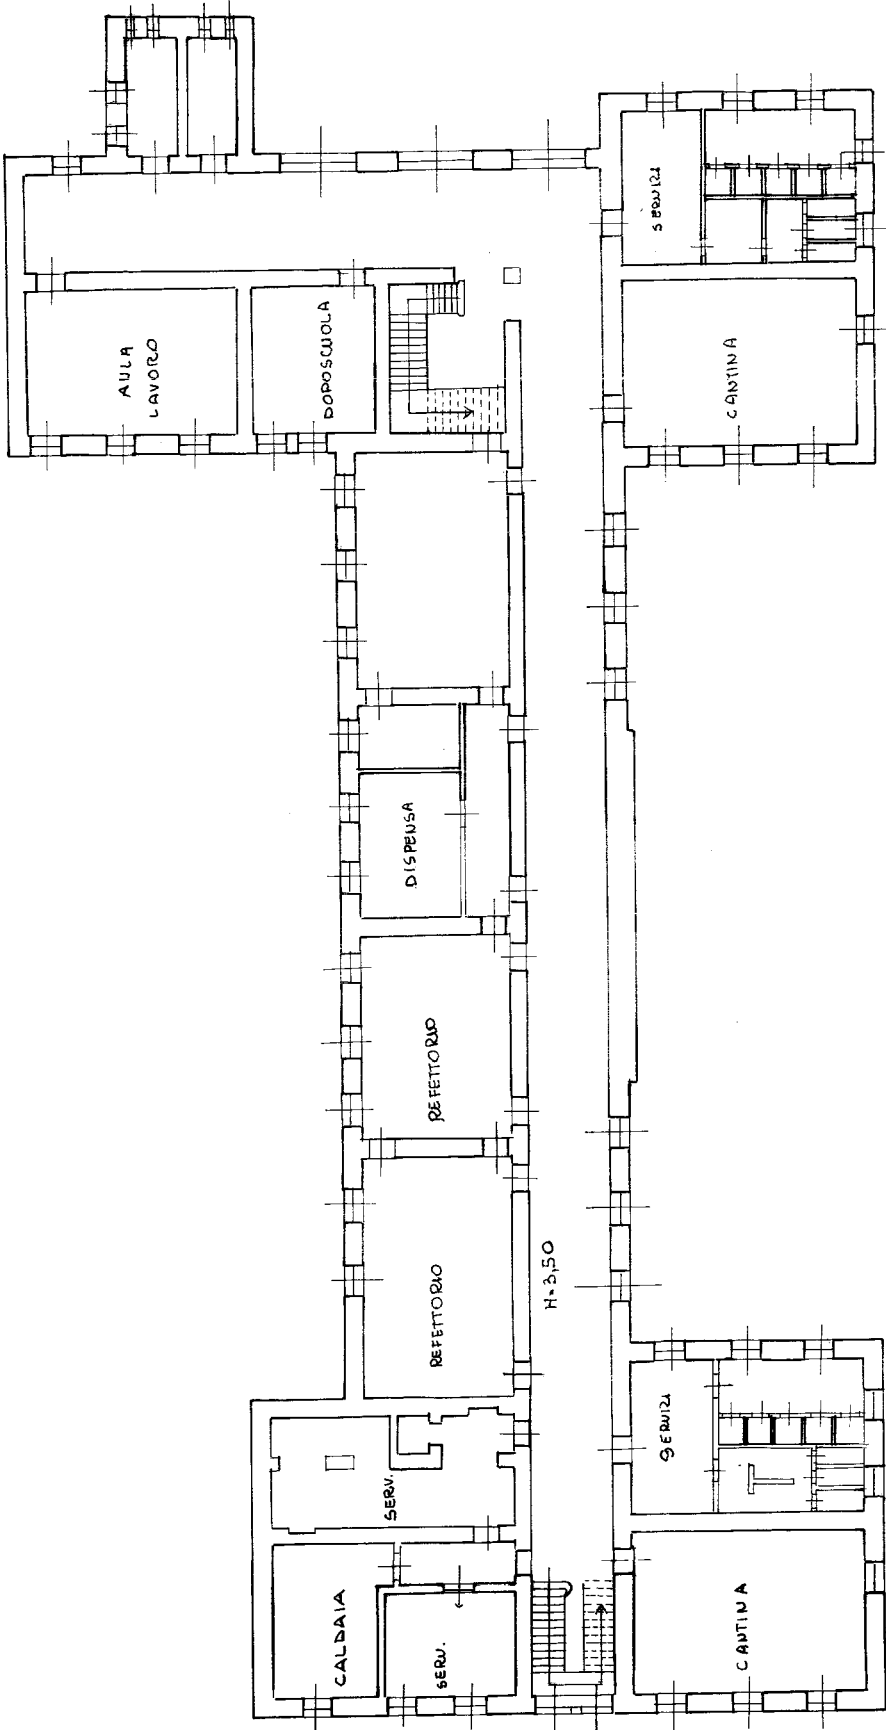 SERVIZI
AULA
LAVORO
DOPOSCUOLA
CANTINA
DISPENSA
REFETTORIO
REFETTORIO
H=3,50
SERVIZI
SERV.
CALDAIA
SERV.
CANTINA